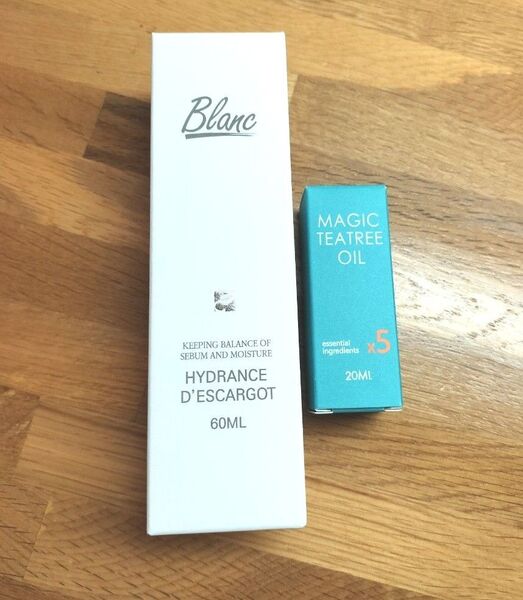 Blanc
KEEPING BALANCE OF
SEBUM AND MOISTURE
HYDRANCE
D'ESCARGOT
60ML
MAGIC
TEATREE
OIL
essential
ingredients x5
20ML